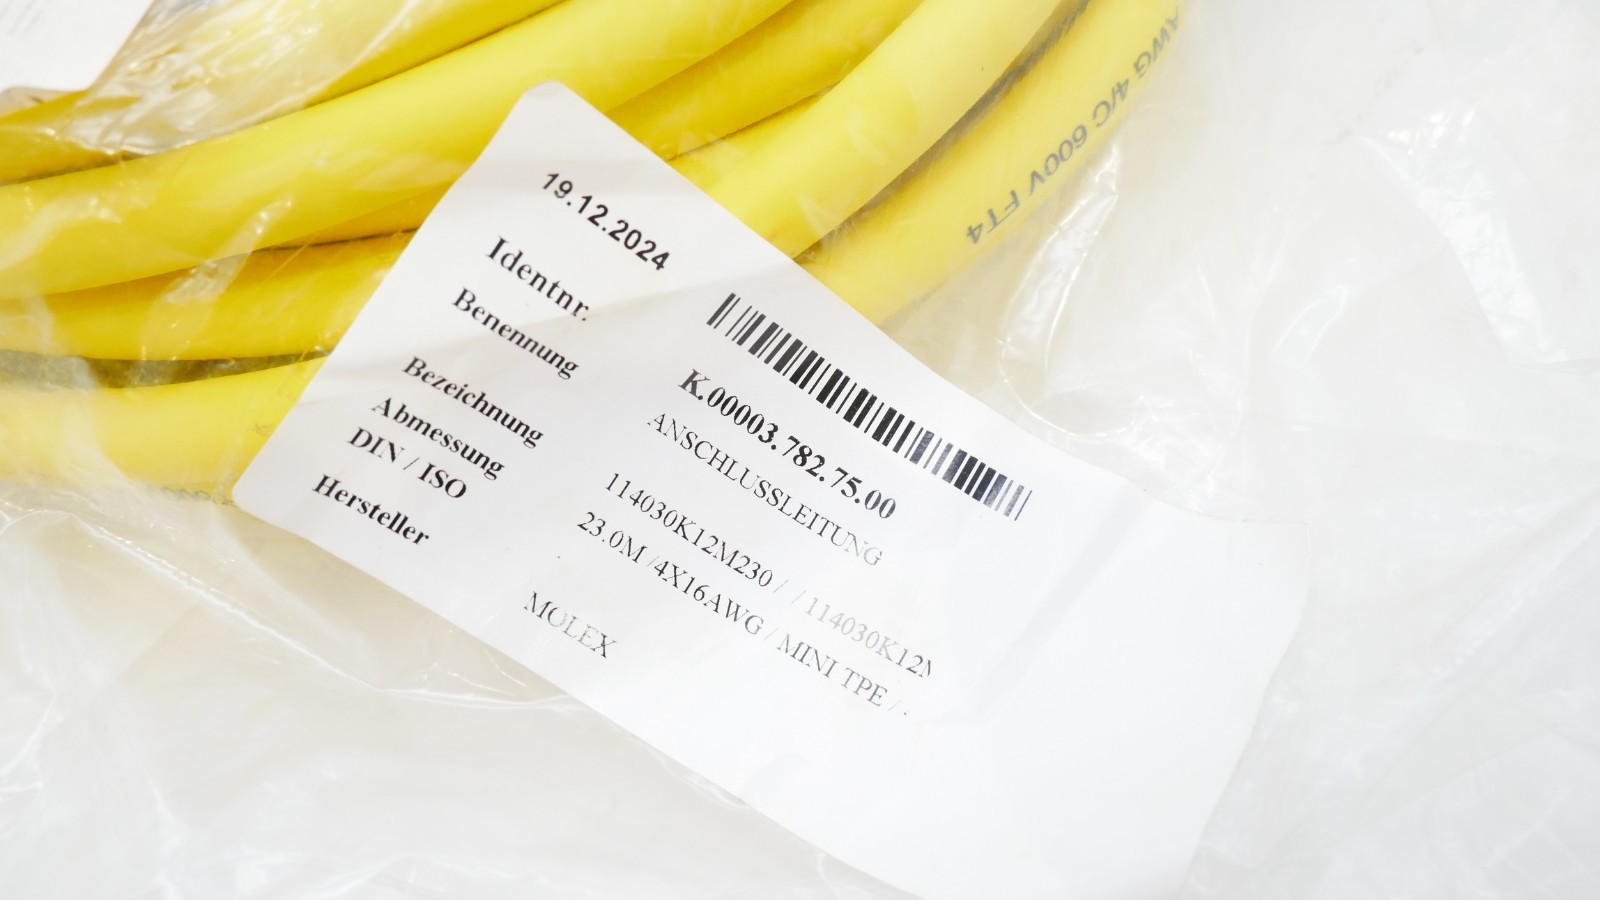 AWG 4/C 600V FT4
19.12.2024
Identnr.
K.00003.782.75.00
Benennung
ANSCHLUSSLEITUNG
Bezeichnung
114030K12M230 / / 114030K12M
Abmessung
23.0M /4X16AWG / MINI TPE / -
DIN / ISO
Hersteller
MOLEX